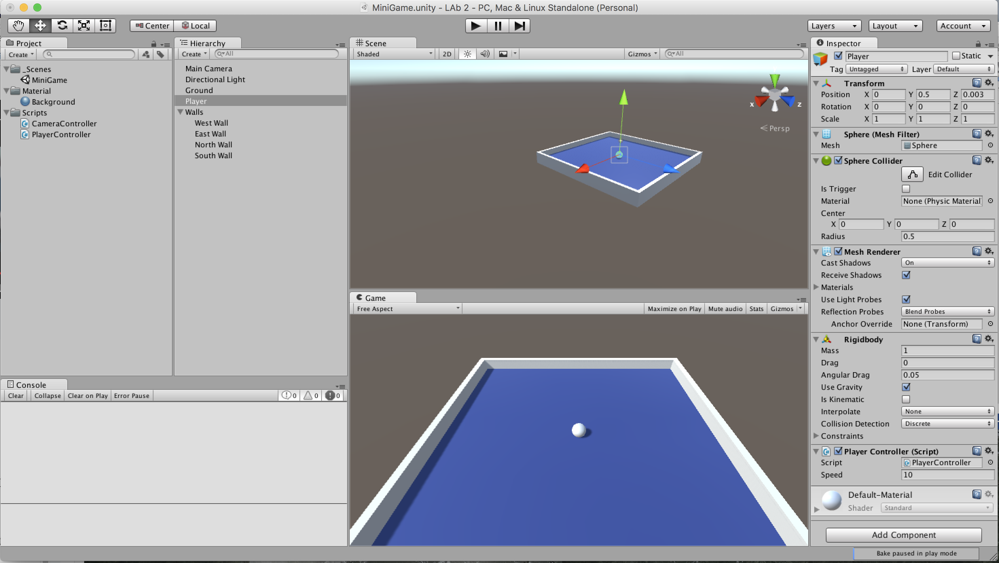 MiniGame.unity - LAb 2 - PC, Mac & Linux Standalone (Personal)
Center Local Layers Layout Account
Project
Create
_Scenes
MiniGame
Material
Background
Scripts
CameraController
PlayerController
Hierarchy
Create All
Main Camera
Directional Light
Ground
Player
Walls
West Wall
East Wall
North Wall
South Wall
Console
Clear Collapse Clear on Play Error Pause 0 0 0
Scene
Shaded 2D Gizmos All
x z
Persp
Game
Free Aspect Maximize on Play Mute audio Stats Gizmos
Inspector
Player Static
Tag Untagged Layer Default
Transform
Position X 0 Y 0.5 Z 0.003
Rotation X 0 Y 0 Z 0
Scale X 1 Y 1 Z 1
Sphere (Mesh Filter)
Mesh Sphere
Sphere Collider
Edit Collider
Is Trigger
Material None (Physic Material
Center
X 0 Y 0 Z 0
Radius 0.5
Mesh Renderer
Cast Shadows On
Receive Shadows
Materials
Use Light Probes
Reflection Probes Blend Probes
Anchor Override None (Transform)
Rigidbody
Mass 1
Drag 0
Angular Drag 0.05
Use Gravity
Is Kinematic
Interpolate None
Collision Detection Discrete
Constraints
Player Controller (Script)
Script PlayerController
Speed 10
Default-Material
Shader Standard
Add Component
Bake paused in play mode